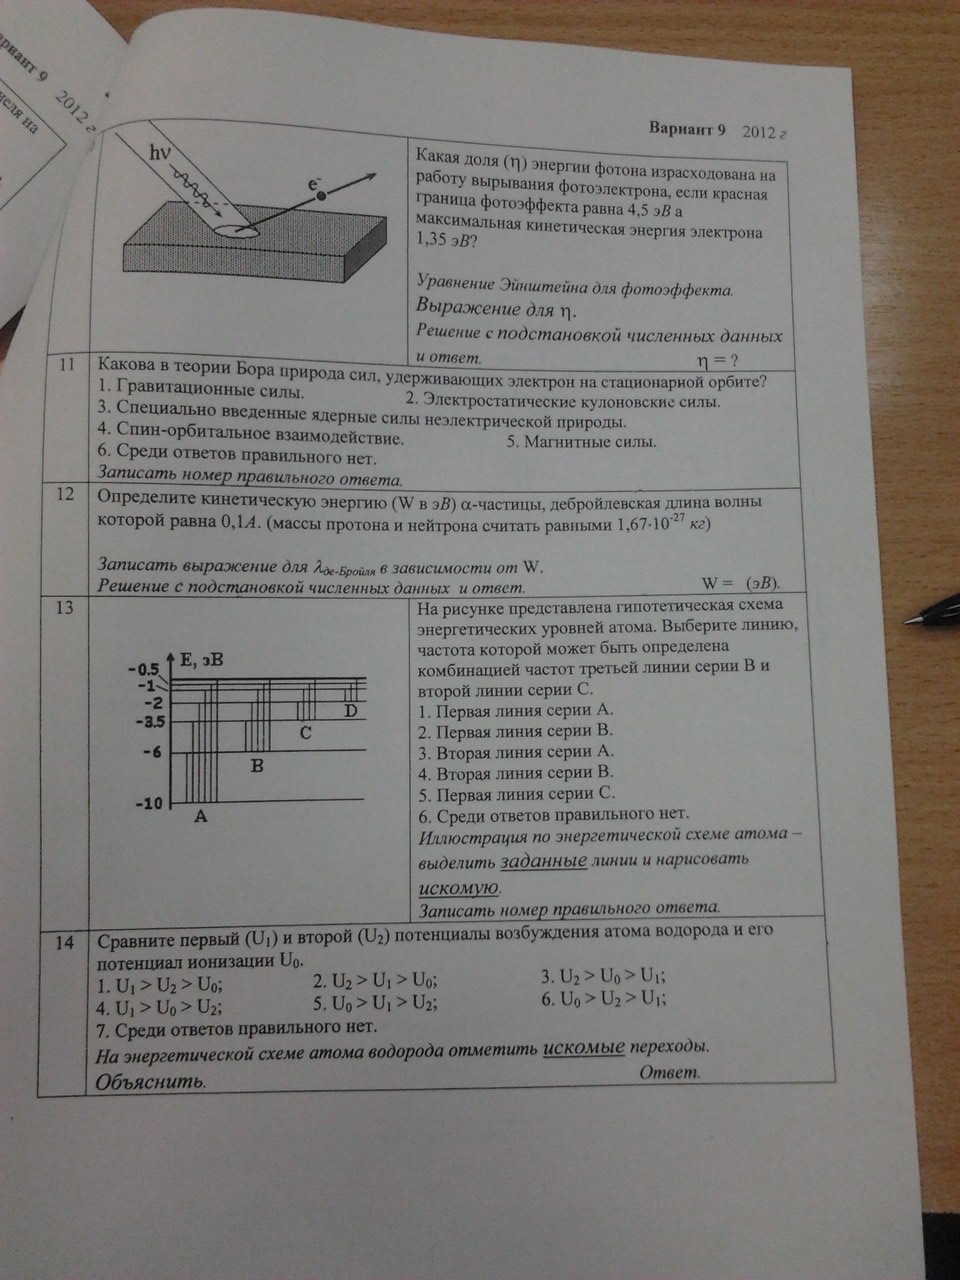 ариант 9 2012 г
неля на
Вариант 9 2012 г
hν
e⁻
Какая доля (η) энергии фотона израсходована на
работу вырывания фотоэлектрона, если красная
граница фотоэффекта равна 4,5 эВ а
максимальная кинетическая энергия электрона
1,35 эВ?
Уравнение Эйнштейна для фотоэффекта.
Выражение для η.
Решение с подстановкой численных данных
и ответ. η = ?
11 Какова в теории Бора природа сил, удерживающих электрон на стационарной орбите?
1. Гравитационные силы. 2. Электростатические кулоновские силы.
3. Специально введенные ядерные силы неэлектрической природы.
4. Спин-орбитальное взаимодействие. 5. Магнитные силы.
6. Среди ответов правильного нет.
Записать номер правильного ответа.
12 Определите кинетическую энергию (W в эВ) α-частицы, дебройлевская длина волны
которой равна 0,1А. (массы протона и нейтрона считать равными 1,67·10⁻²⁷ кг)
Записать выражение для λде-Бройля в зависимости от W.
Решение с подстановкой численных данных и ответ. W = (эВ).
13
E, эВ
-0.5
-1
-2
-3.5
-6
-10
A
B
C
D
На рисунке представлена гипотетическая схема
энергетических уровней атома. Выберите линию,
частота которой может быть определена
комбинацией частот третьей линии серии В и
второй линии серии С.
1. Первая линия серии А.
2. Первая линия серии В.
3. Вторая линия серии А.
4. Вторая линия серии В.
5. Первая линия серии С.
6. Среди ответов правильного нет.
Иллюстрация по энергетической схеме атома –
выделить заданные линии и нарисовать
искомую.
Записать номер правильного ответа.
14 Сравните первый (U₁) и второй (U₂) потенциалы возбуждения атома водорода и его
потенциал ионизации U₀.
1. U₁ > U₂ > U₀; 2. U₂ > U₁ > U₀; 3. U₂ > U₀ > U₁;
4. U₁ > U₀ > U₂; 5. U₀ > U₁ > U₂; 6. U₀ > U₂ > U₁;
7. Среди ответов правильного нет.
На энергетической схеме атома водорода отметить искомые переходы.
Объяснить. Ответ.